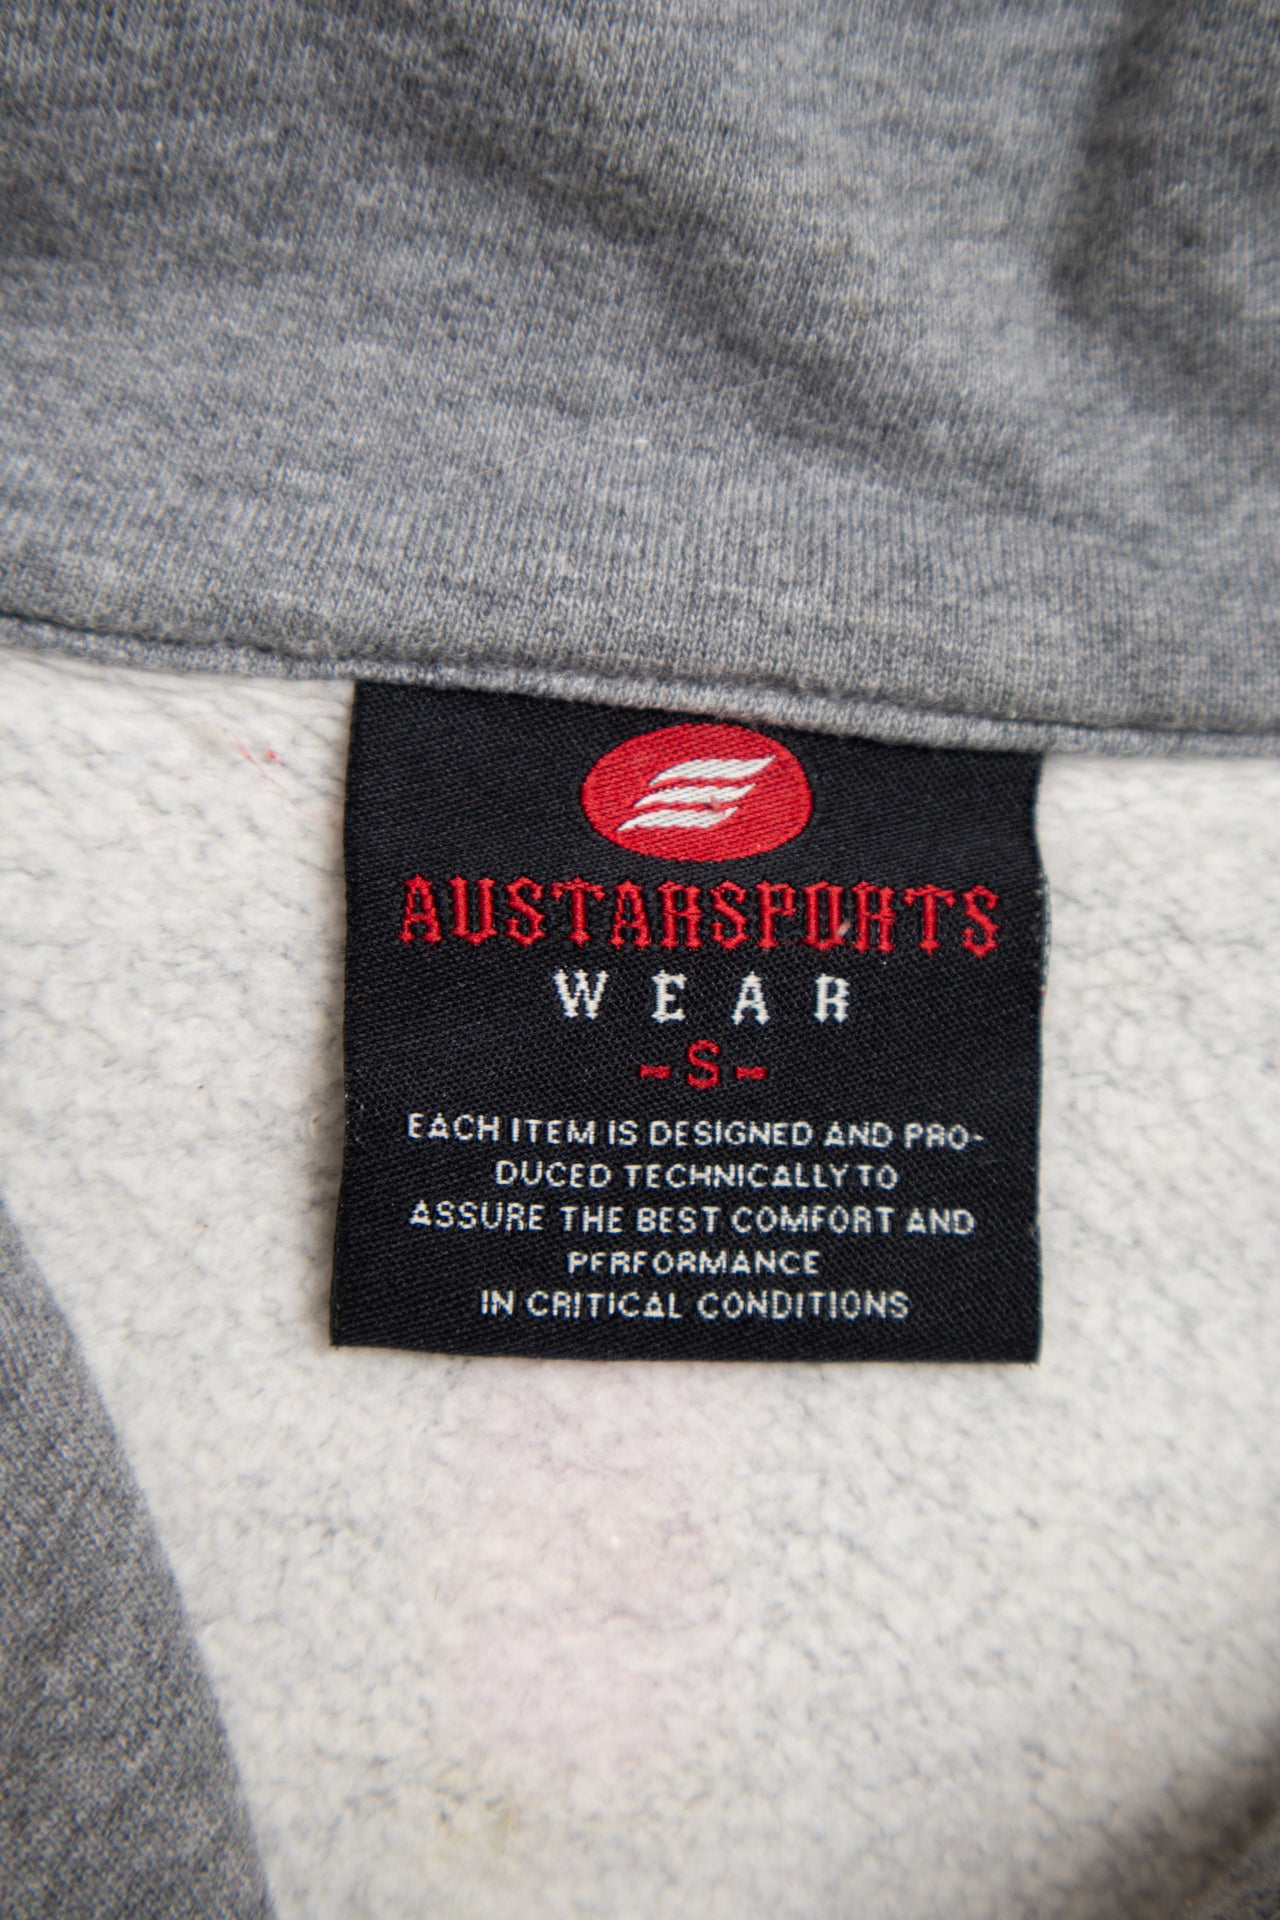 AUSTARSPORTS
WEAR
-S-
EACH ITEM IS DESIGNED AND PRO-
DUCED TECHNICALLY TO
ASSURE THE BEST COMFORT AND
PERFORMANCE
IN CRITICAL CONDITIONS